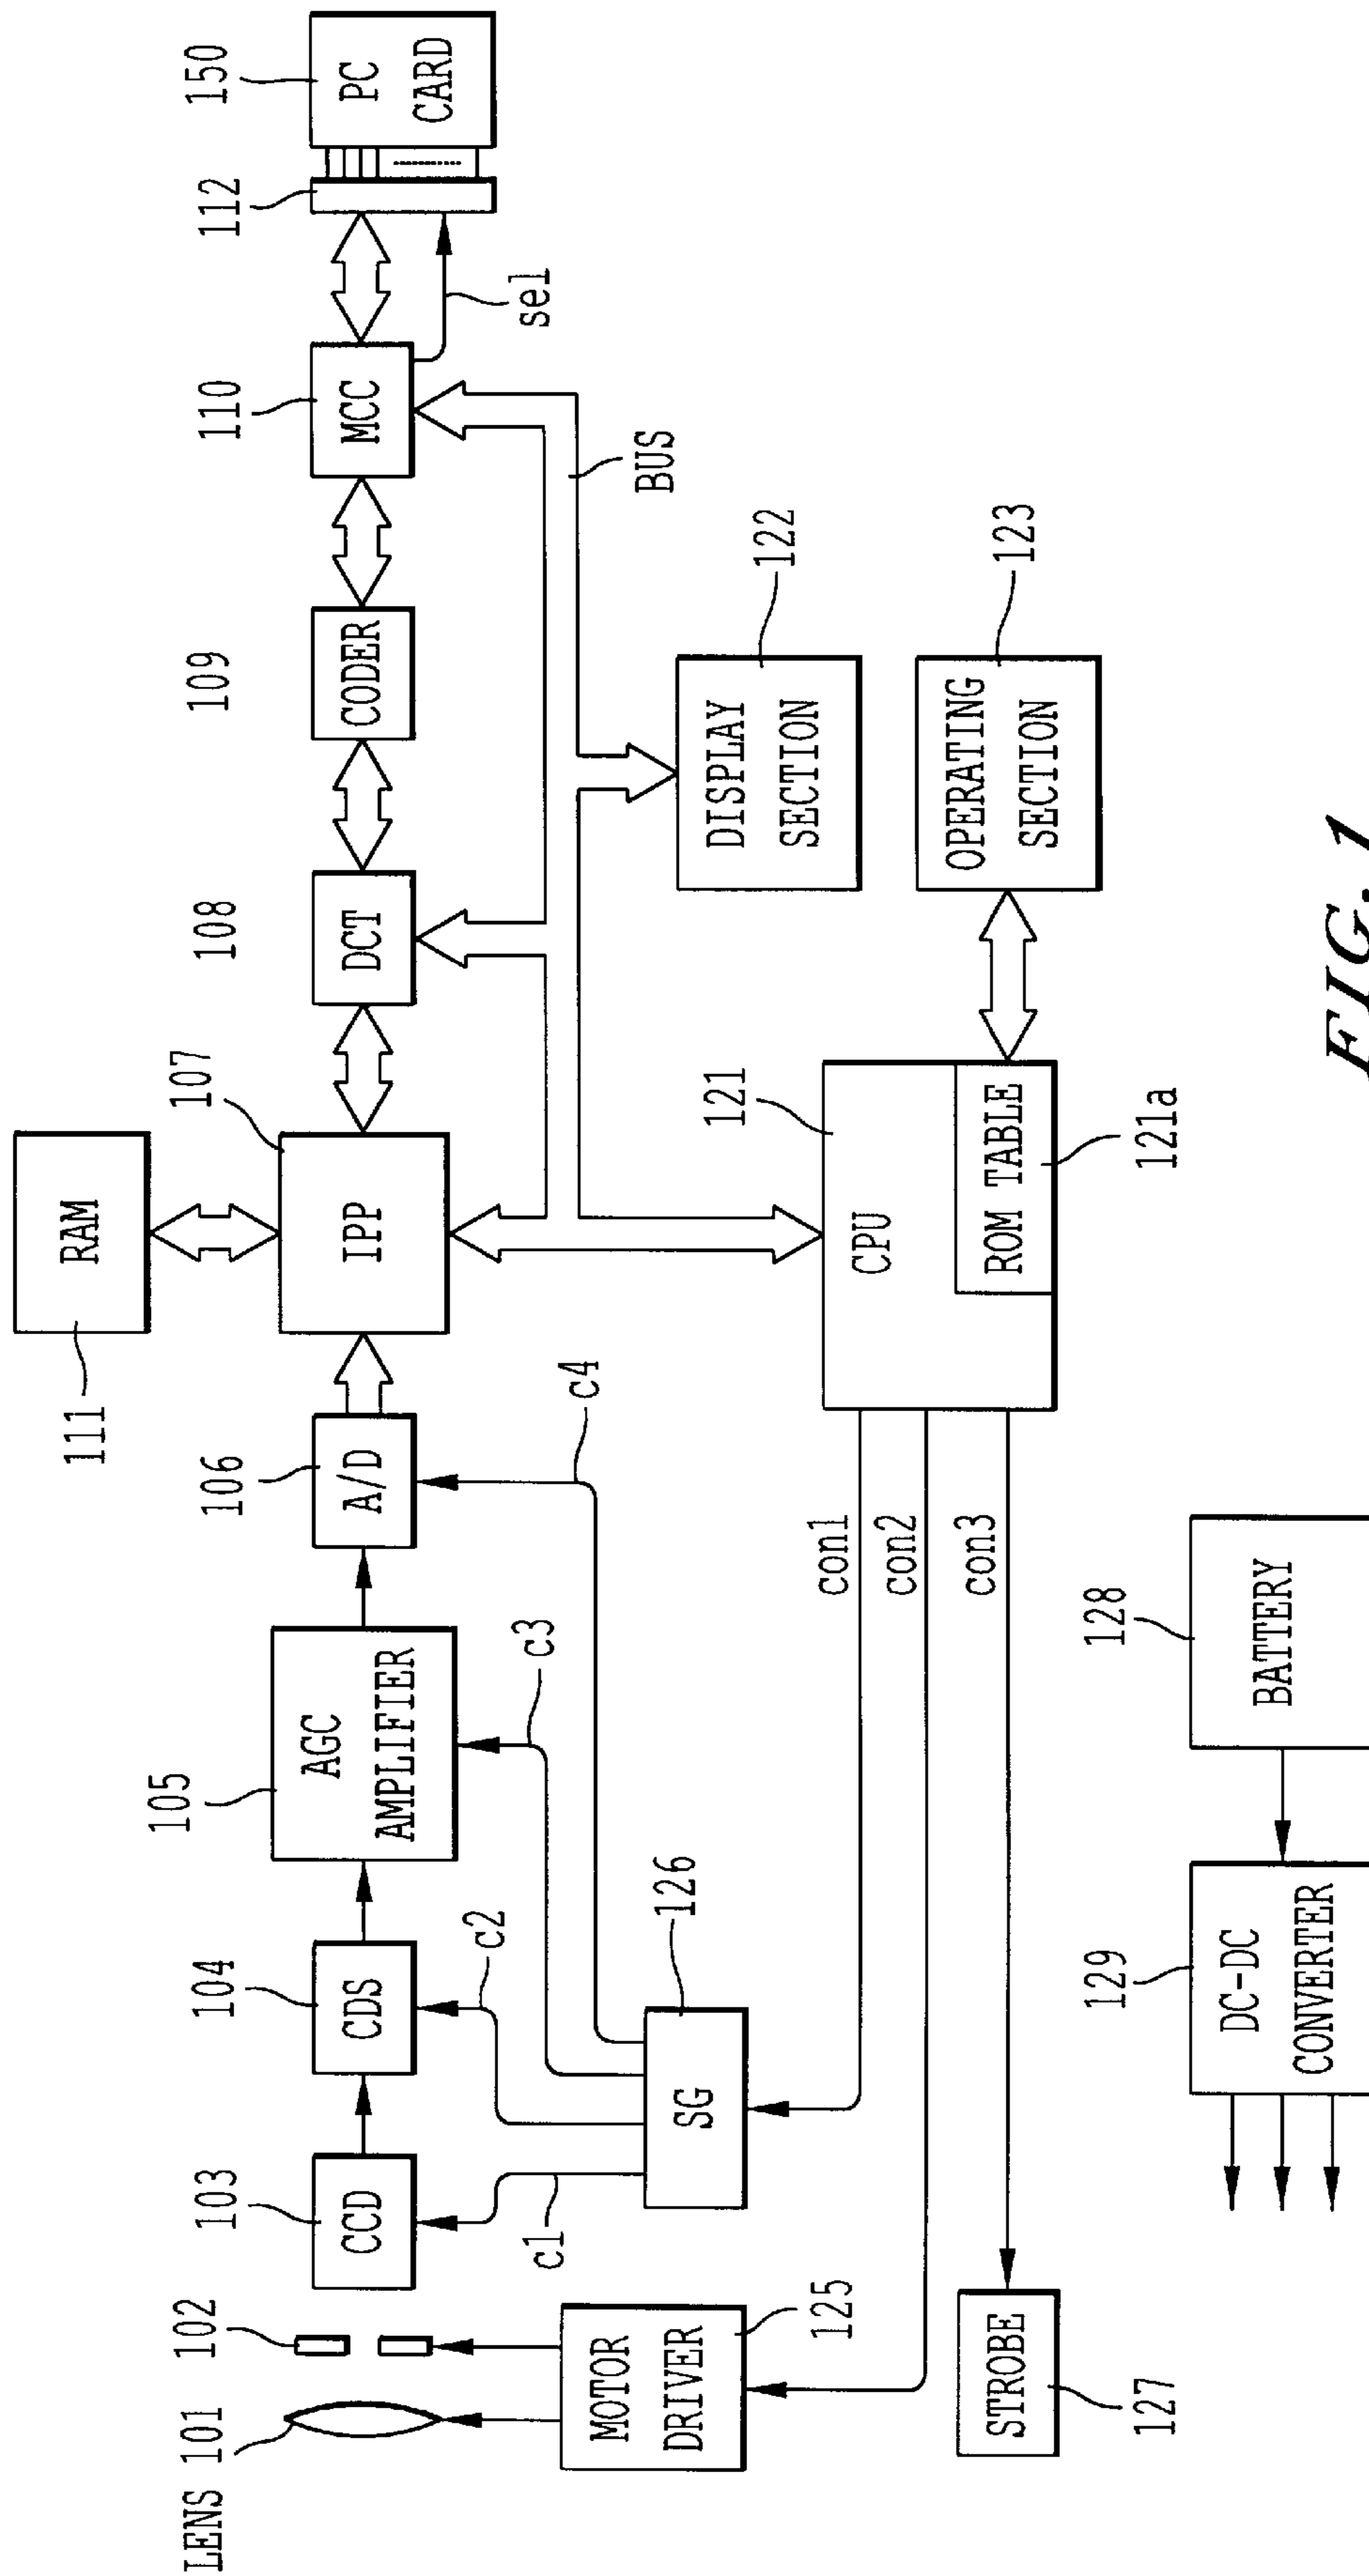 111
RAM
107
108
109
110
112
150
LENS 101
102
103
104
105
106
CCD
CDS
AGC
AMPLIFIER
A/D
IPP
DCT
CODER
MCC
PC
CARD
sel
BUS
c1
c2
c3
c4
126
SG
MOTOR
DRIVER
125
121
CPU
ROM TABLE
121a
DISPLAY
SECTION
122
OPERATING
SECTION
123
con1
con2
con3
STROBE
127
129
DC-DC
CONVERTER
128
BATTERY
FIG. 1